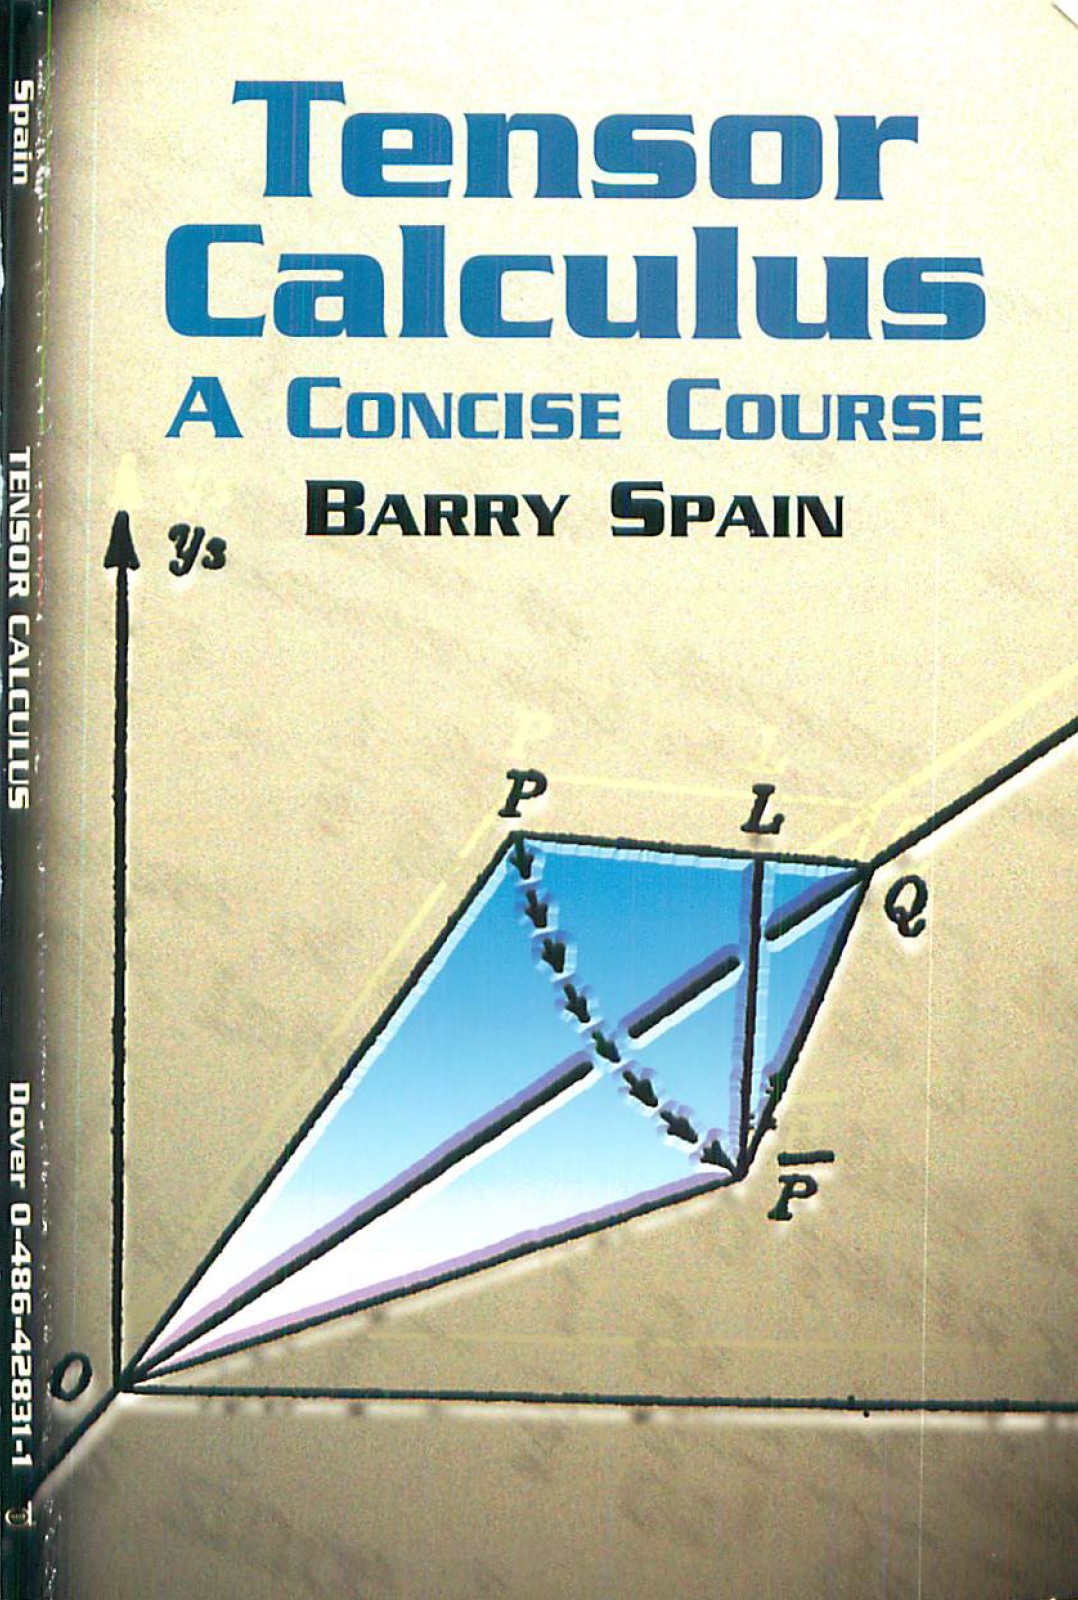 Tensor
Calculus
A CONCISE COURSE
BARRY SPAIN
y3
P
L
Q
P̅
O
Spain
TENSOR CALCULUS
Dover 0-486-42831-1